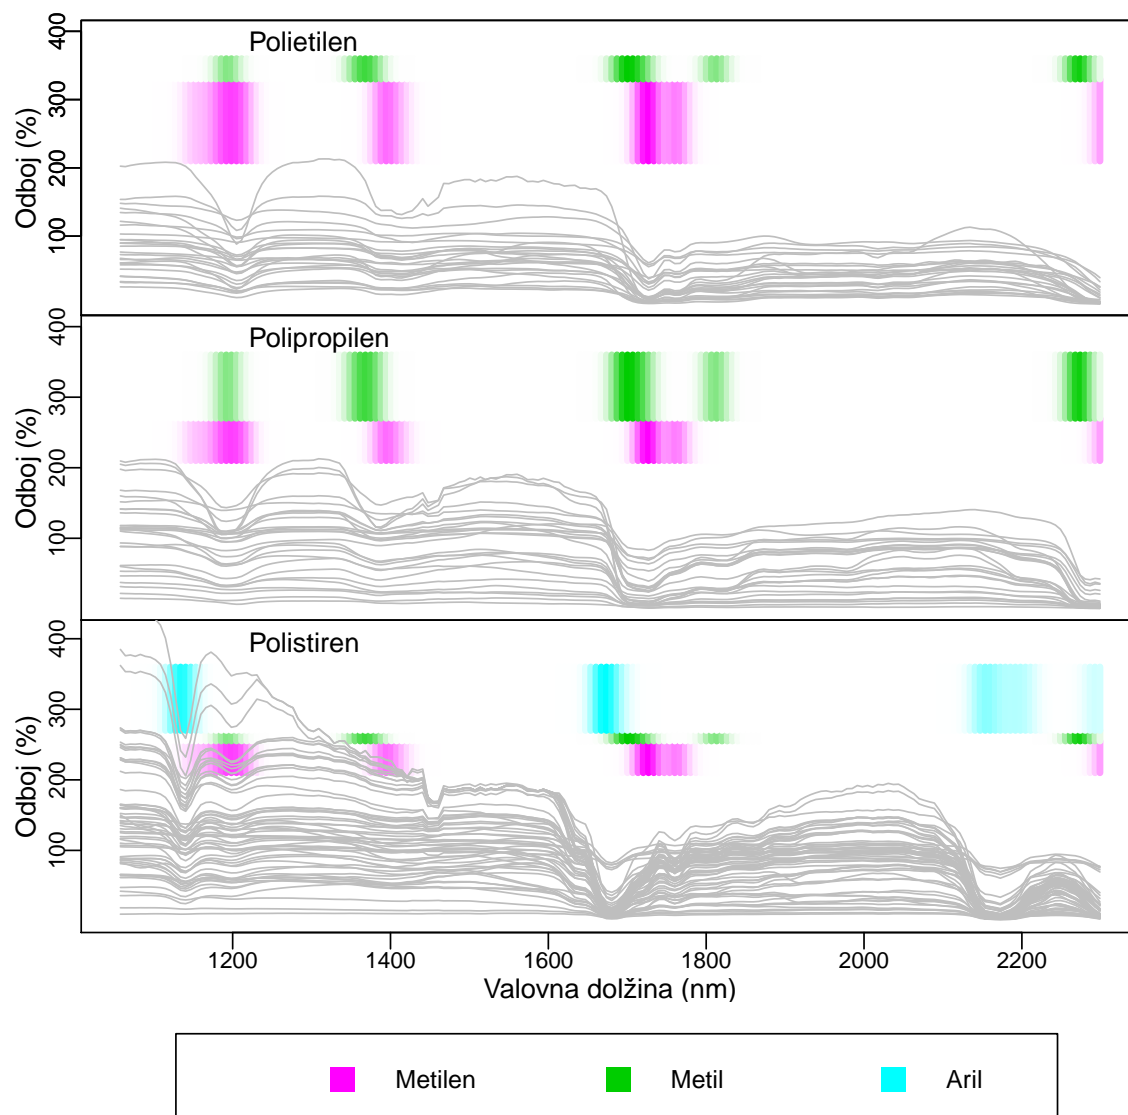 Polietilen
400
300
200
100
Odboj (%)
Polipropilen
400
300
200
100
Odboj (%)
Polistiren
400
300
200
100
Odboj (%)
1200 1400 1600 1800 2000 2200
Valovna dolžina (nm)
Metilen Metil Aril